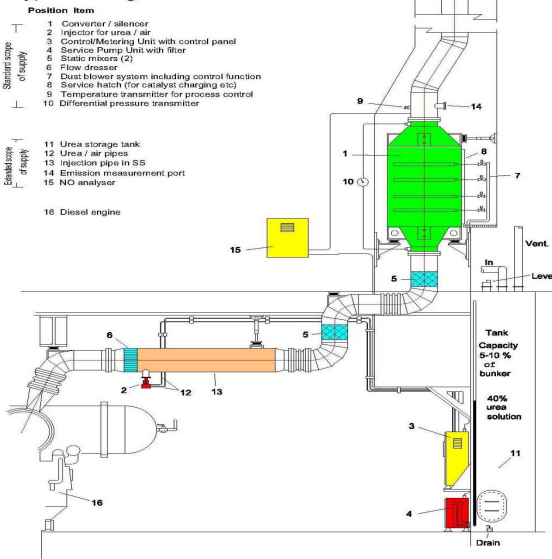 Position Item
1 Converter / silencer
2 Injector for urea / air
3 Control/Metering Unit with control panel
4 Service Pump Unit with filter
5 Static mixers (2)
6 Flow dresser
7 Dust blower system including control function
8 Service hatch (for catalyst charging etc)
9 Temperature transmitter for process control
10 Differential pressure transmitter
Standard scope
of supply
11 Urea storage tank
12 Urea / air pipes
13 Injection pipe in SS
14 Emission measurement port
15 NO analyser
Extended scope
of supply
16 Diesel engine
9
14
1
8
10
7
15
5
In
Vent.
Leve
6
5
2
12
13
Tank
Capacity
5-10 %
of
bunker
40%
urea
solution
3
11
16
4
Drain